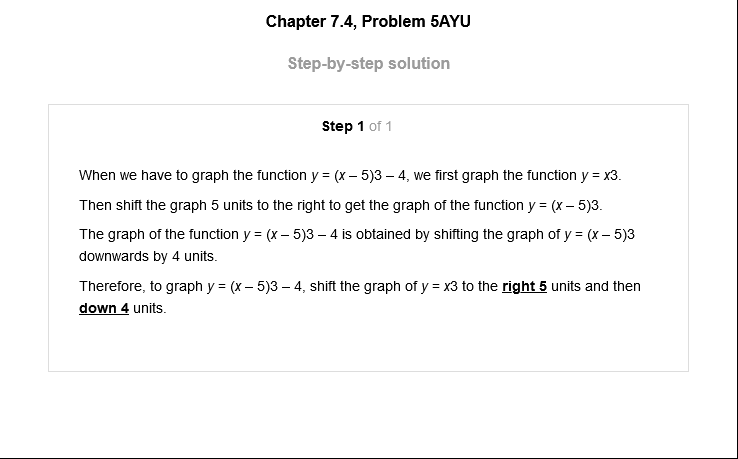 Chapter 7.4, Problem 5AYU
Step-by-step solution
Step 1 of 1
When we have to graph the function y = (x – 5)3 – 4, we first graph the function y = x3.
Then shift the graph 5 units to the right to get the graph of the function y = (x – 5)3.
The graph of the function y = (x – 5)3 – 4 is obtained by shifting the graph of y = (x – 5)3
downwards by 4 units.
Therefore, to graph y = (x – 5)3 – 4, shift the graph of y = x3 to the right 5 units and then
down 4 units.